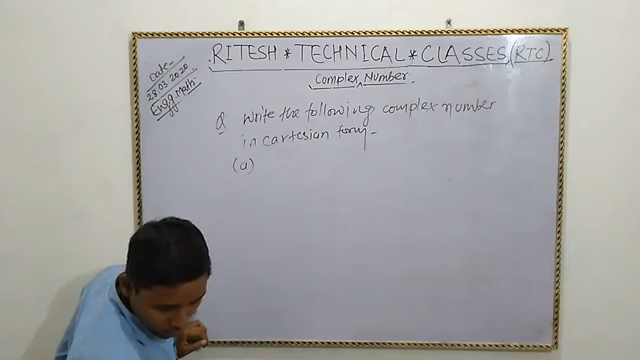 RITESH * TECHNICAL * CLASSES (RTC)
Date-
28.03.2020
Engg. Math.
Complex Number
Q Write the following complex number
in cartesian form-
(a)